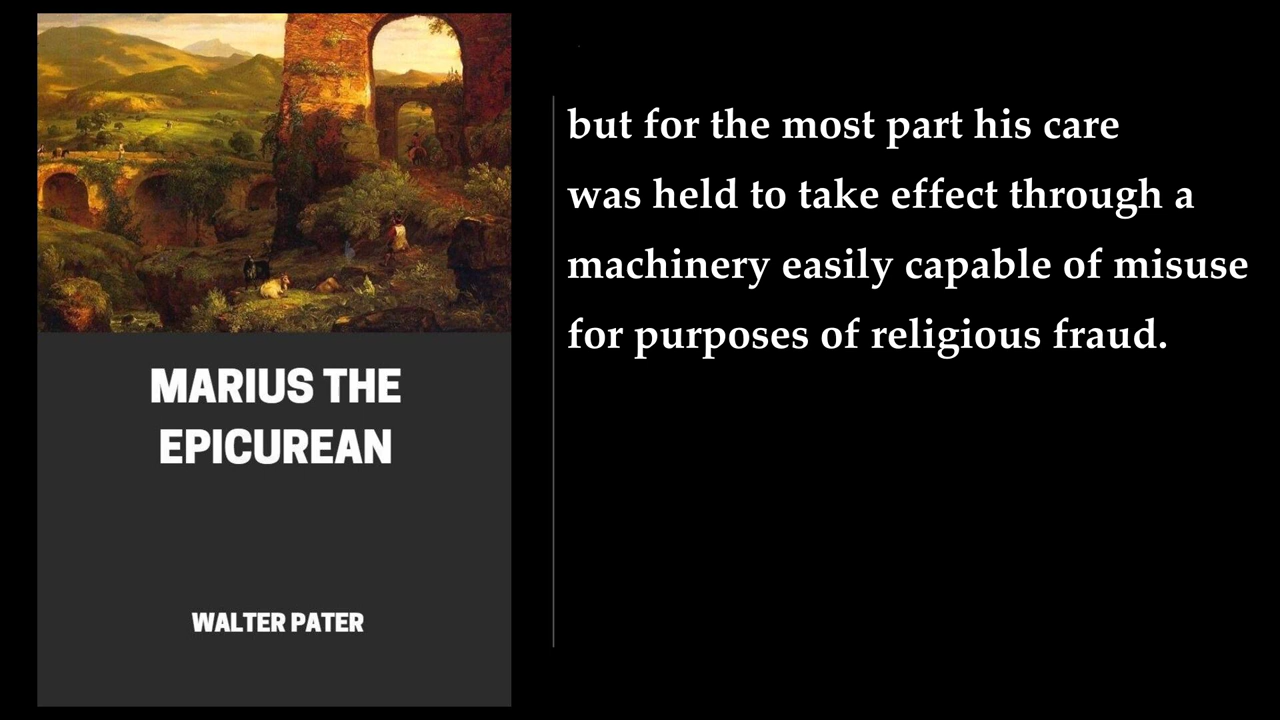 MARIUS THE
EPICUREAN
WALTER PATER
but for the most part his care
was held to take effect through a
machinery easily capable of misuse
for purposes of religious fraud.